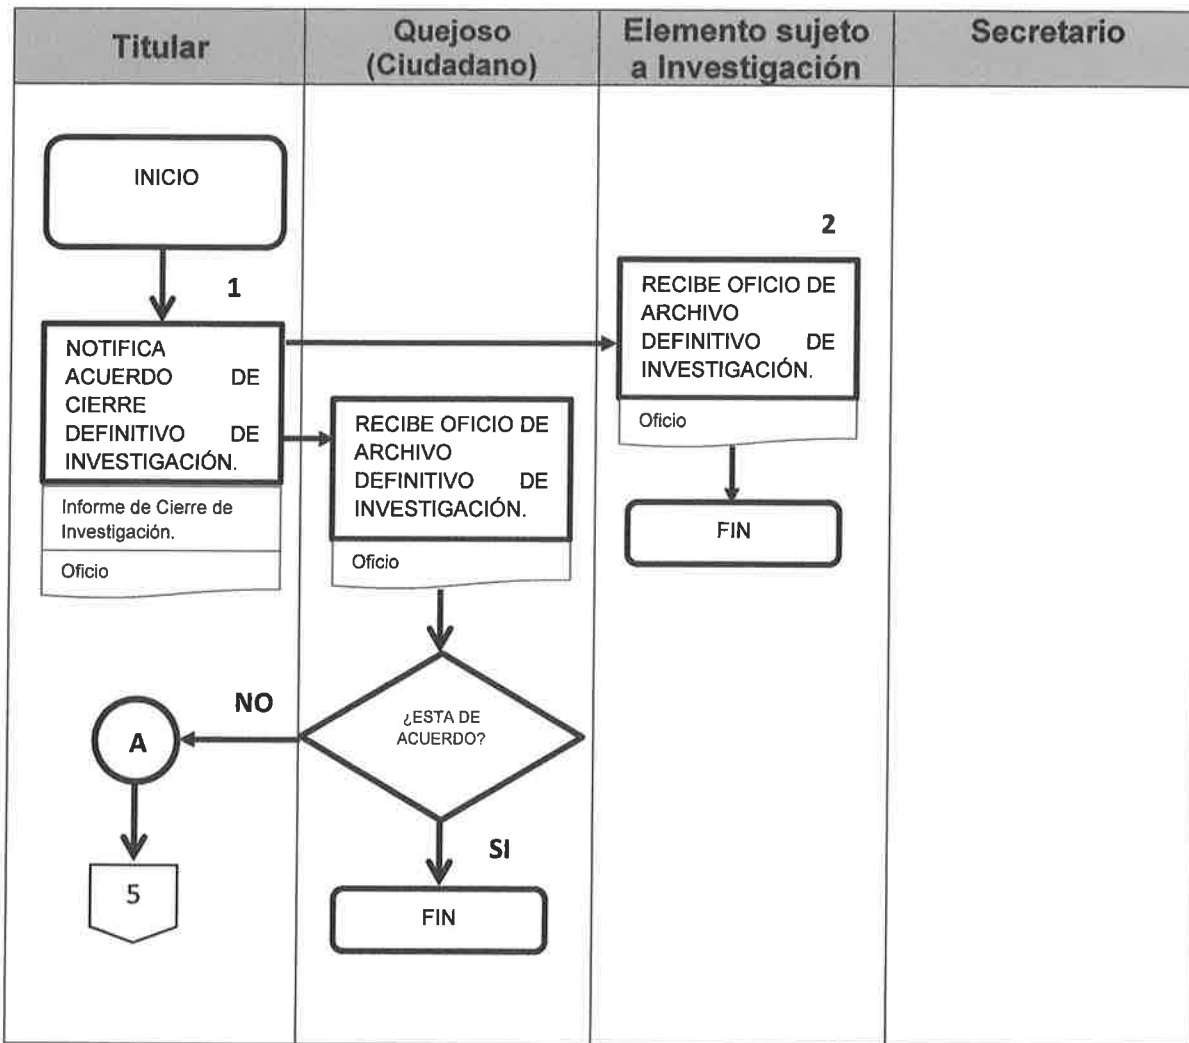 Titular
Quejoso
(Ciudadano)
Elemento sujeto
a Investigación
Secretario
INICIO
1
NOTIFICA
ACUERDO DE
CIERRE
DEFINITIVO DE
INVESTIGACIÓN.
Informe de Cierre de
Investigación.
Oficio
2
RECIBE OFICIO DE
ARCHIVO
DEFINITIVO DE
INVESTIGACIÓN.
Oficio
FIN
RECIBE OFICIO DE
ARCHIVO
DEFINITIVO DE
INVESTIGACIÓN.
Oficio
¿ESTA DE
ACUERDO?
NO
A
5
SI
FIN